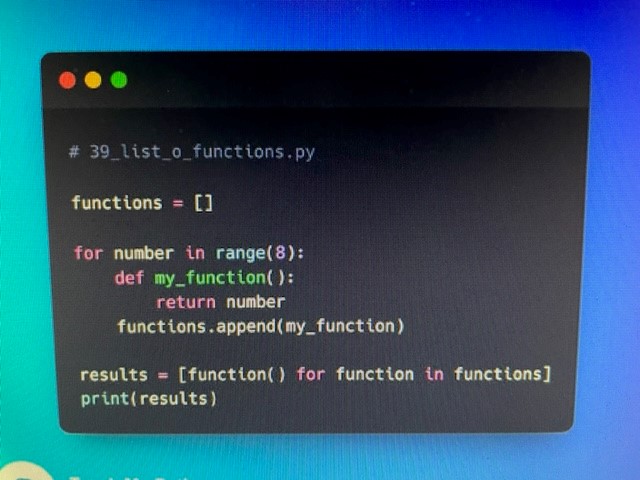 # 39_list_o_functions.py
functions = []
for number in range(8):
    def my_function():
        return number
    functions.append(my_function)
results = [function() for function in functions]
print(results)